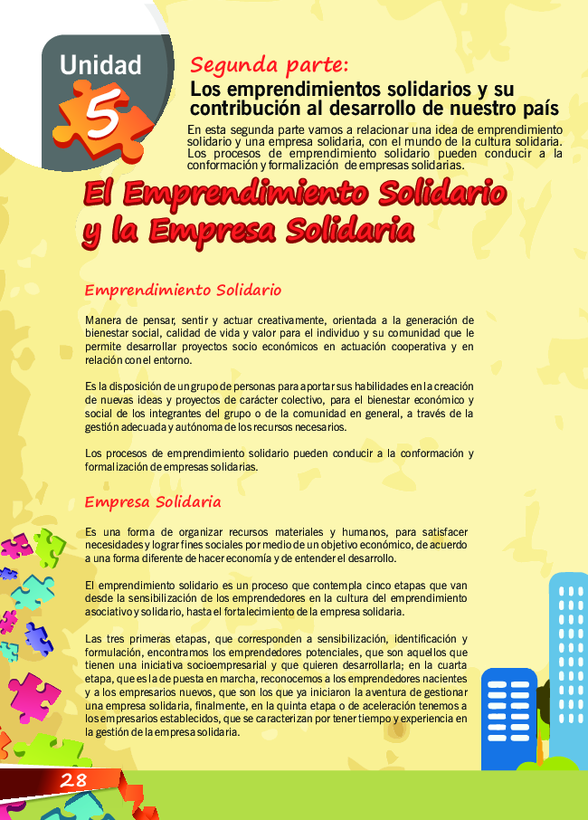 Unidad
5
Segunda parte:
Los emprendimientos solidarios y su
contribución al desarrollo de nuestro país
En esta segunda parte vamos a relacionar una idea de emprendimiento
solidario y una empresa solidaria, con el mundo de la cultura solidaria.
Los procesos de emprendimiento solidario pueden conducir a la
conformación y formalización de empresas solidarias.
El Emprendimiento Solidario
y la Empresa Solidaria
Emprendimiento Solidario
Manera de pensar, sentir y actuar creativamente, orientada a la generación de
bienestar social, calidad de vida y valor para el individuo y su comunidad que le
permite desarrollar proyectos socio económicos en actuación cooperativa y en
relación con el entorno.
Es la disposición de un grupo de personas para aportar sus habilidades en la creación
de nuevas ideas y proyectos de carácter colectivo, para el bienestar económico y
social de los integrantes del grupo o de la comunidad en general, a través de la
gestión adecuada y autónoma de los recursos necesarios.
Los procesos de emprendimiento solidario pueden conducir a la conformación y
formalización de empresas solidarias.
Empresa Solidaria
Es una forma de organizar recursos materiales y humanos, para satisfacer
necesidades y lograr fines sociales por medio de un objetivo económico, de acuerdo
a una forma diferente de hacer economía y de entender el desarrollo.
El emprendimiento solidario es un proceso que contempla cinco etapas que van
desde la sensibilización de los emprendedores en la cultura del emprendimiento
asociativo y solidario, hasta el fortalecimiento de la empresa solidaria.
Las tres primeras etapas, que corresponden a sensibilización, identificación y
formulación, encontramos los emprendedores potenciales, que son aquellos que
tienen una iniciativa socioempresarial y que quieren desarrollarla; en la cuarta
etapa, que es la de puesta en marcha, reconocemos a los emprendedores nacientes
y a los empresarios nuevos, que son los que ya iniciaron la aventura de gestionar
una empresa solidaria, finalmente, en la quinta etapa o de aceleración tenemos a
los empresarios establecidos, que se caracterizan por tener tiempo y experiencia en
la gestión de la empresa solidaria.
28